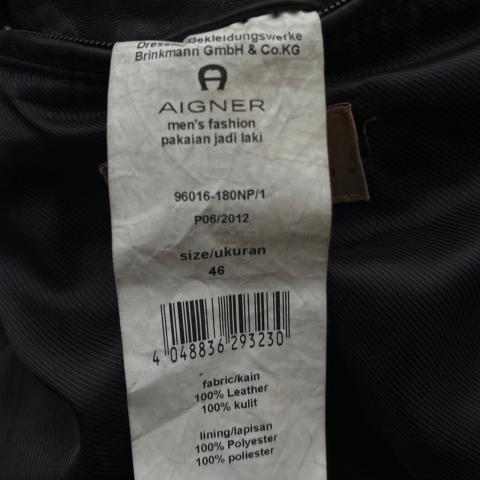 Bekleidungswerke
Brinkmann GmbH & Co.KG
AIGNER
men's fashion
pakaian jadi laki
96016-180NP/1
P06/2012
size/ukuran
46
4 048836 293230
fabric/kain
100% Leather
100% kulit
lining/lapisan
100% Polyester
100% poliester